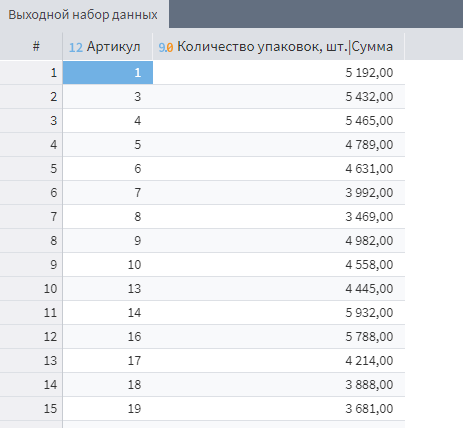 Выходной набор данных
# 12 Артикул 9.0 Количество упаковок, шт.|Сумма
1 1 5 192,00
2 3 5 432,00
3 4 5 465,00
4 5 4 789,00
5 6 4 631,00
6 7 3 992,00
7 8 3 469,00
8 9 4 982,00
9 10 4 558,00
10 13 4 445,00
11 14 5 932,00
12 16 5 788,00
13 17 4 214,00
14 18 3 888,00
15 19 3 681,00